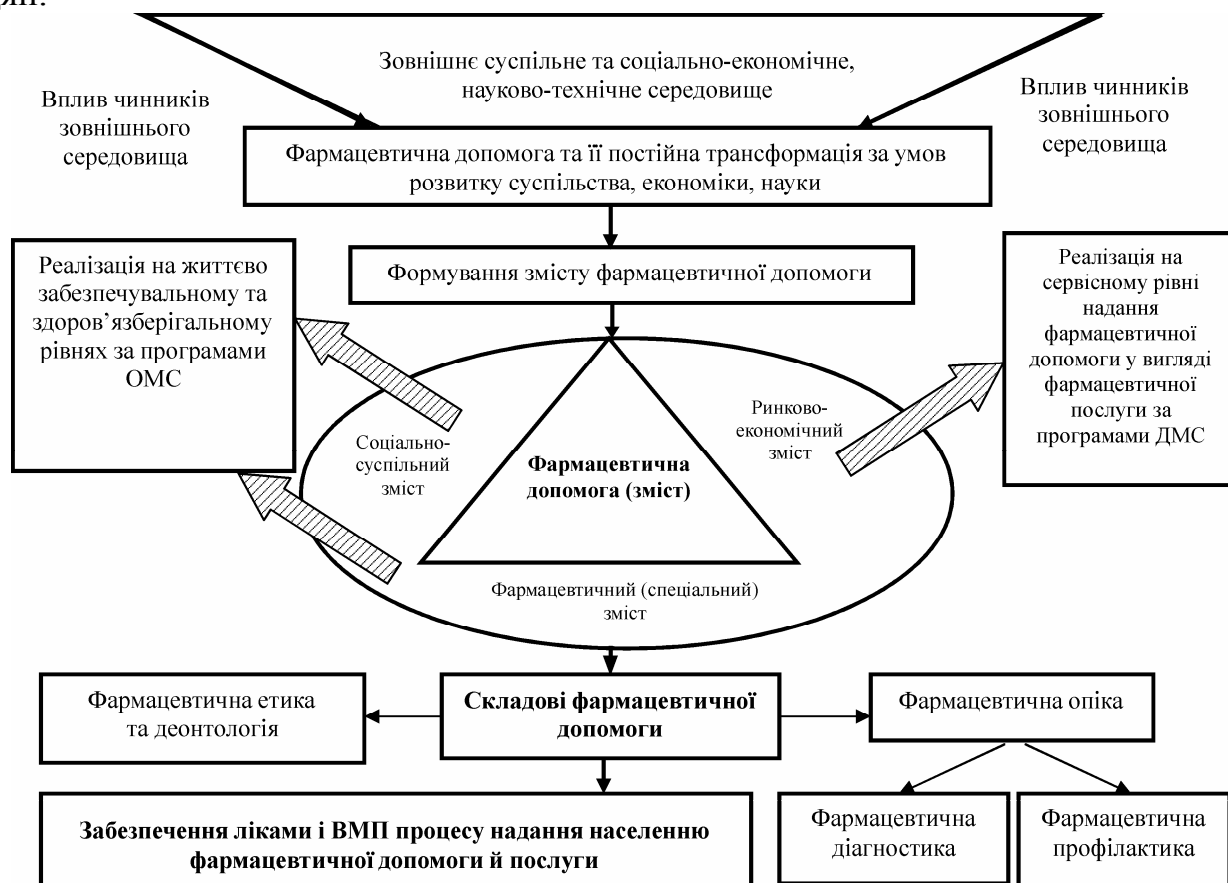 Зовнішнє суспільне та соціально-економічне,
науково-технічне середовище
Вплив чинників
зовнішнього
середовища
Вплив чинників
зовнішнього
середовища
Фармацевтична допомога та її постійна трансформація за умов
розвитку суспільства, економіки, науки
Формування змісту фармацевтичної допомоги
Реалізація на життєво
забезпечувальному та
здоров’язберігальному
рівнях за програмами
ОМС
Реалізація на
сервісному рівні
надання
фармацевтичної
допомоги у вигляді
фармацевтичної
послуги за
програмами ДМС
Соціально-
суспільний
зміст
Фармацевтична
допомога (зміст)
Ринково-
економічний
зміст
Фармацевтичний (спеціальний)
зміст
Фармацевтична етика
та деонтологія
Складові фармацевтичної
допомоги
Фармацевтична опіка
Забезпечення ліками і ВМП процесу надання населенню
фармацевтичної допомоги й послуги
Фармацевтична
діагностика
Фармацевтична
профілактика